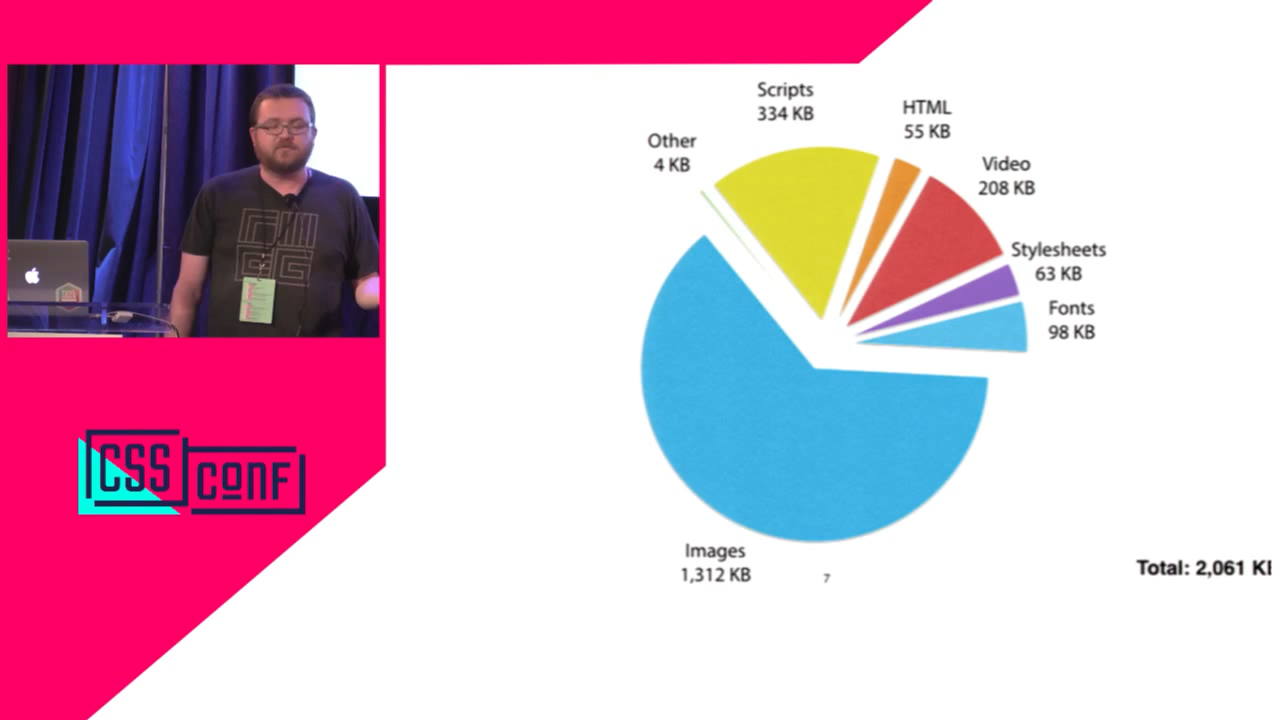 Scripts
334 KB
HTML
55 KB
Other
4 KB
Video
208 KB
Stylesheets
63 KB
Fonts
98 KB
CSS
CONF
Images
1,312 KB
7
Total: 2,061 K